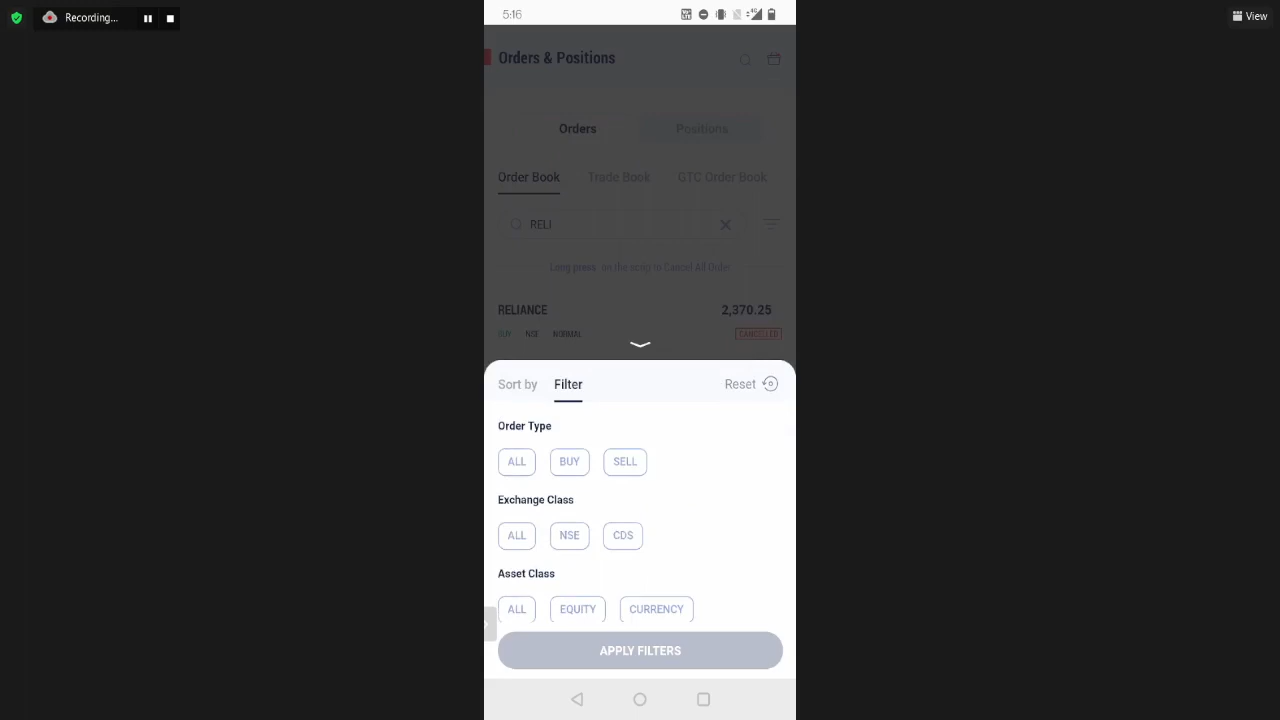 Recording...
View
5:16
Orders & Positions
Orders Positions
Order Book Trade Book GTC Order Book
RELI
Long press on the scrip to Cancel All Order
RELIANCE 2,370.25
BUY NSE NORMAL CANCELLED
Sort by Filter Reset
Order Type
ALL BUY SELL
Exchange Class
ALL NSE CDS
Asset Class
ALL EQUITY CURRENCY
APPLY FILTERS